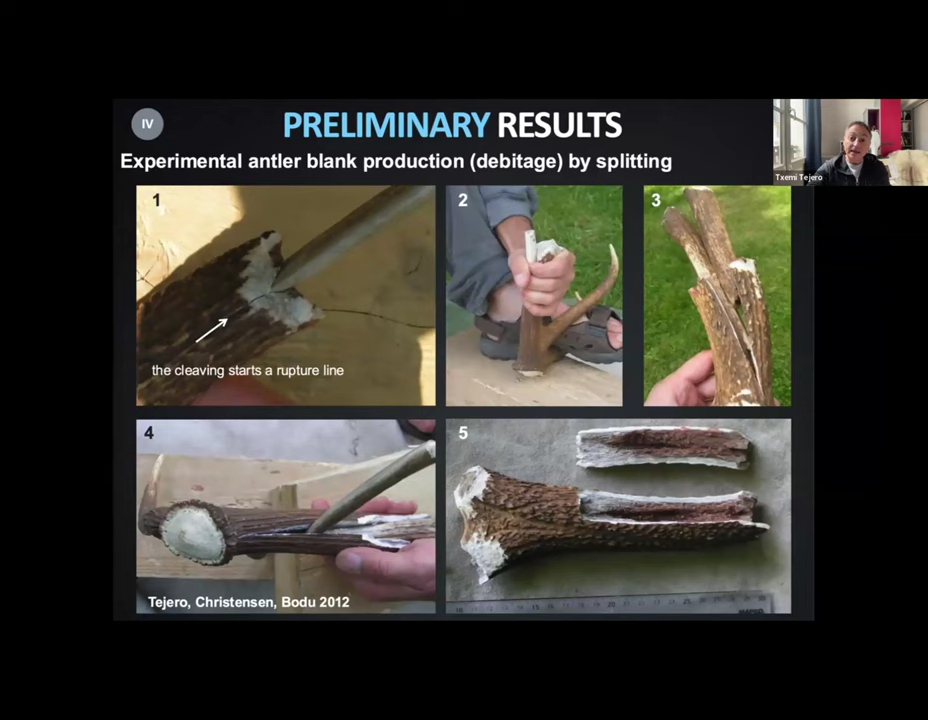 IV
PRELIMINARY RESULTS
Experimental antler blank production (debitage) by splitting
Txemi Tejero
1
2
3
the cleaving starts a rupture line
4
5
Tejero, Christensen, Bodu 2012